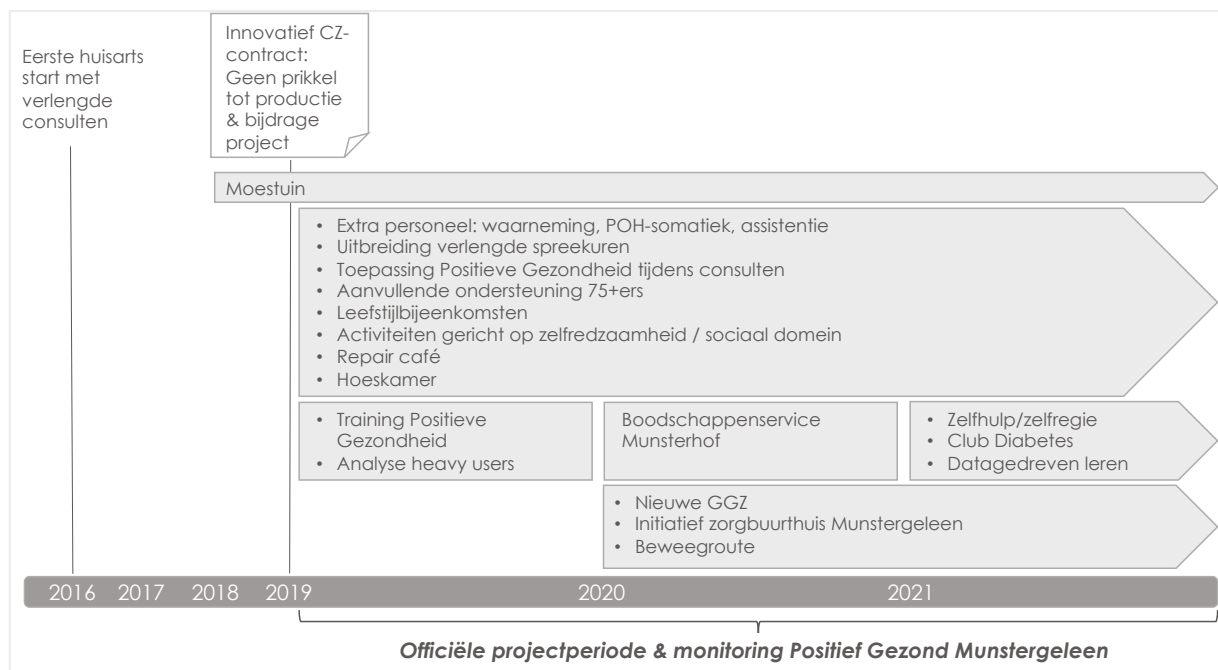 Eerste huisarts
start met
verlengde
consulten
Innovatief CZ-
contract:
Geen prikkel
tot productie
& bijdrage
project
Moestuin
• Extra personeel: waarneming, POH-somatiek, assistentie
• Uitbreiding verlengde spreekuren
• Toepassing Positieve Gezondheid tijdens consulten
• Aanvullende ondersteuning 75+ers
• Leefstijlbijeenkomsten
• Activiteiten gericht op zelfredzaamheid / sociaal domein
• Repair café
• Hoeskamer
• Training Positieve
Gezondheid
• Analyse heavy users
Boodschappenservice
Munsterhof
• Zelfhulp/zelfregie
• Club Diabetes
• Datagedreven leren
• Nieuwe GGZ
• Initiatief zorgbuurthuis Munstergeleen
• Beweegroute
2016 2017 2018 2019 2020 2021
Officiële projectperiode & monitoring Positief Gezond Munstergeleen